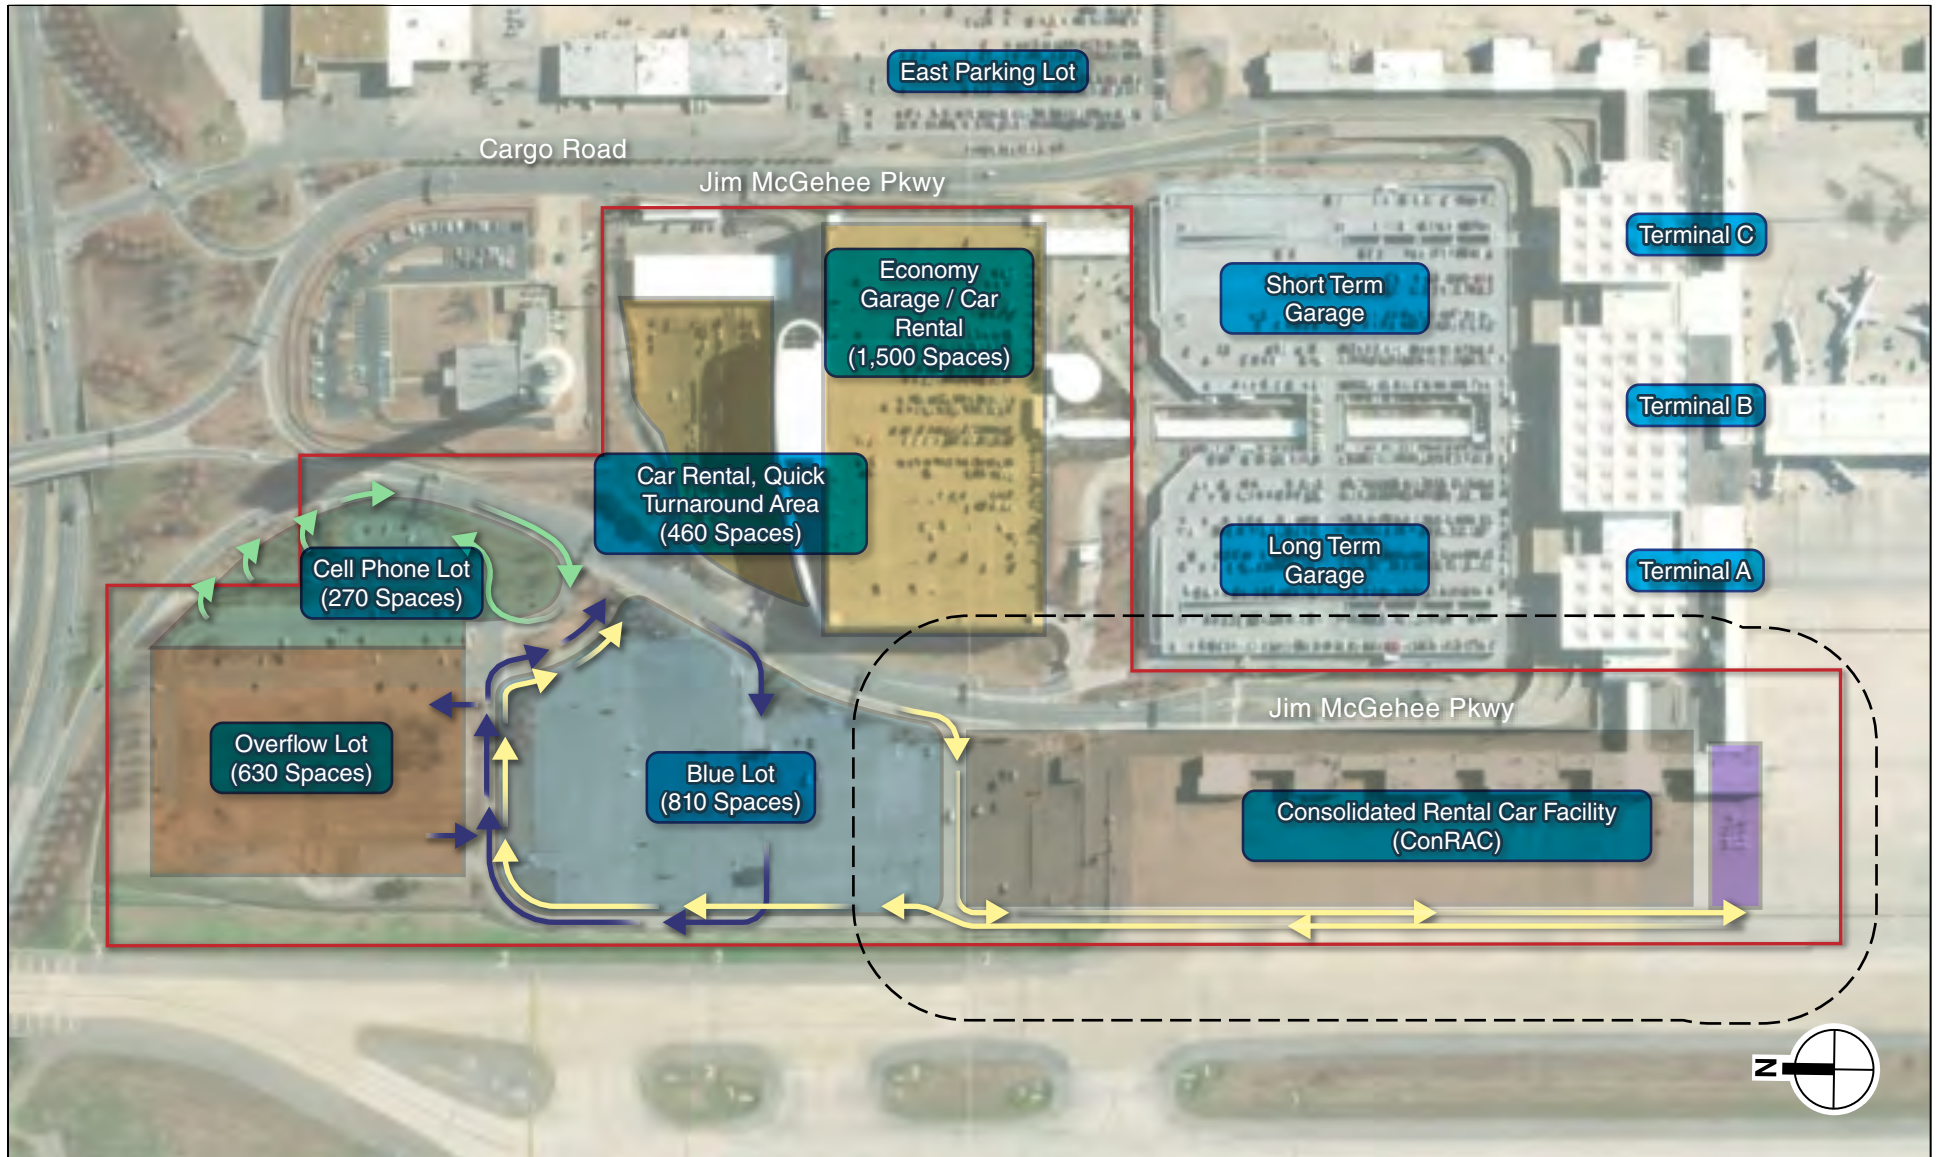 East Parking Lot
Cargo Road
Jim McGehee Pkwy
Terminal C
Economy
Garage / Car
Rental
(1,500 Spaces)
Short Term
Garage
Terminal B
Car Rental, Quick
Turnaround Area
(460 Spaces)
Long Term
Garage
Terminal A
Cell Phone Lot
(270 Spaces)
Jim McGehee Pkwy
Overflow Lot
(630 Spaces)
Blue Lot
(810 Spaces)
Consolidated Rental Car Facility
(ConRAC)
N